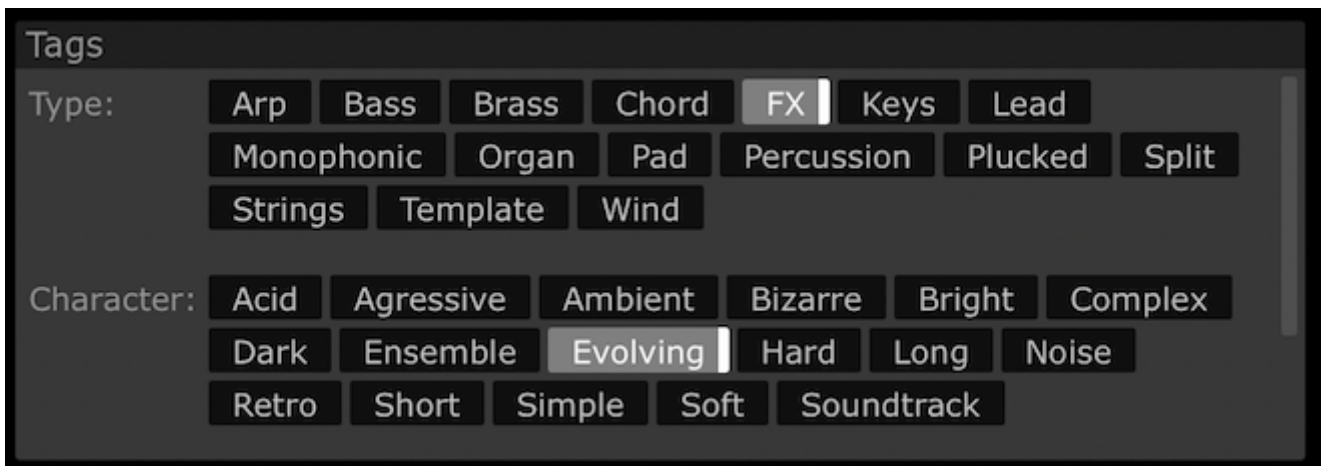 Tags
Type: Arp Bass Brass Chord FX Keys Lead
Monophonic Organ Pad Percussion Plucked Split
Strings Template Wind
Character: Acid Agressive Ambient Bizarre Bright Complex
Dark Ensemble Evolving Hard Long Noise
Retro Short Simple Soft Soundtrack